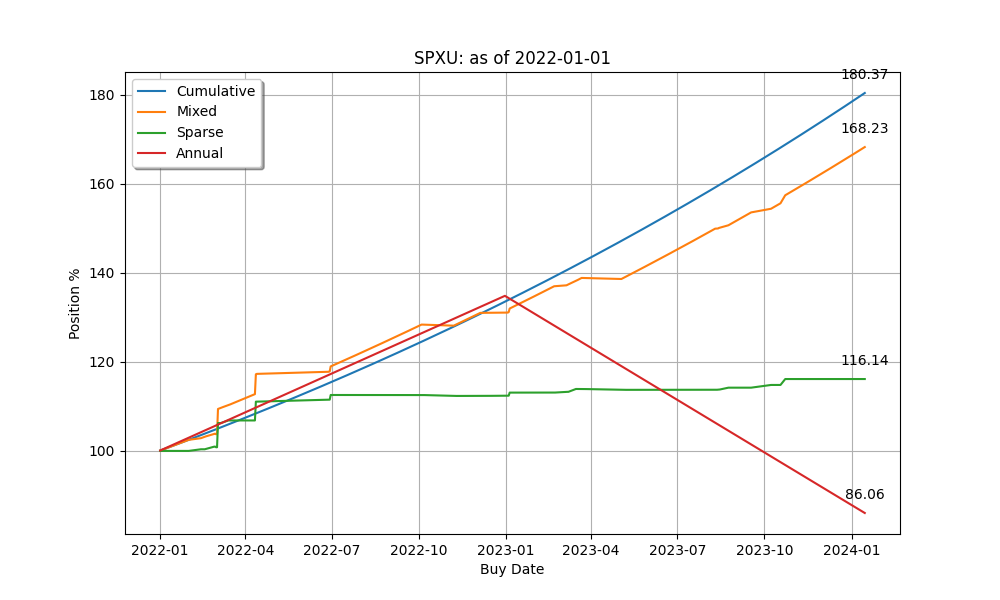 SPXU: as of 2022-01-01
180.37
180
Cumulative
Mixed
Sparse
Annual
168.23
160
140
Position %
120
116.14
100
86.06
2022-01 2022-04 2022-07 2022-10 2023-01 2023-04 2023-07 2023-10 2024-01
Buy Date